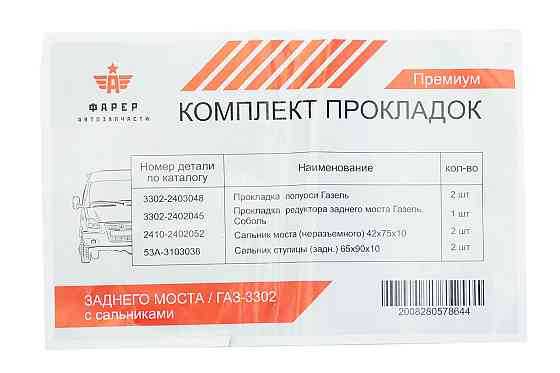 ФАРЕР
АВТОЗАПЧАСТИ
Премиум
КОМПЛЕКТ ПРОКЛАДОК
Номер детали по каталогу Наименование кол-во
3302-2403048 Прокладка полуоси Газель 2 шт
3302-2402045 Прокладка редуктора заднего моста Газель, Соболь 1 шт
2410-2402052 Сальник моста (неразъемного) 42х75х10 2 шт
53А-3103038 Сальник ступицы (задн.) 65х90х10 2 шт
ЗАДНЕГО МОСТА / ГАЗ-3302
с сальниками
2008280578644